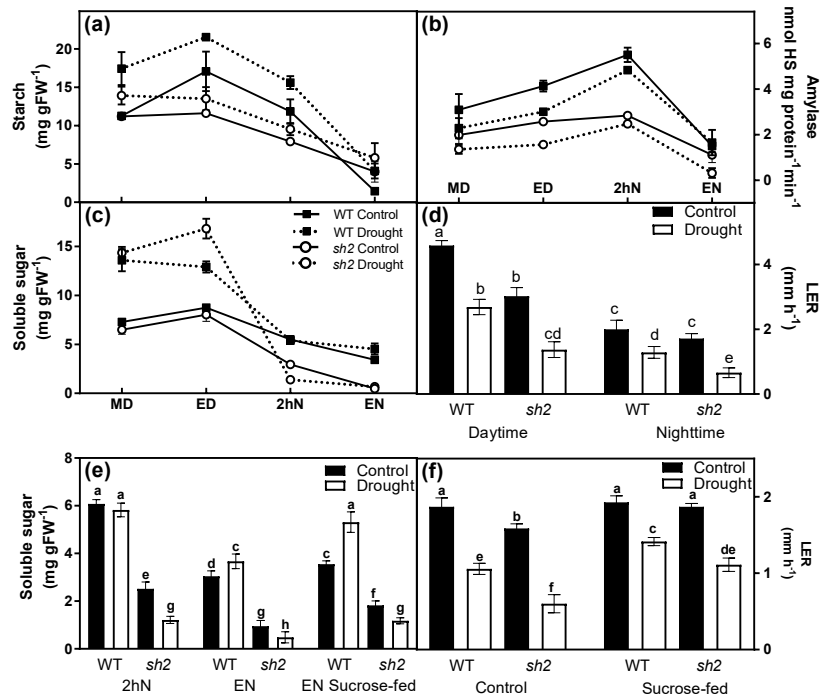 (a)
20
15
10
5
0
Starch
(mg gFW⁻¹)
(b)
6
4
2
0
Amylase
nmol HS mg protein⁻¹ min⁻¹
MD ED 2hN EN
(c)
WT Control
WT Drought
sh2 Control
sh2 Drought
15
10
5
0
Soluble sugar
(mg gFW⁻¹)
MD ED 2hN EN
(d)
Control
Drought
a b b cd c d c e
4
2
0
LER
(mm h⁻¹)
WT sh2 WT sh2
Daytime Nighttime
(e)
Control
Drought
8
6
4
2
0
Soluble sugar
(mg gFW⁻¹)
a a e g d c g h c a f g
WT sh2 WT sh2 WT sh2
2hN EN EN Sucrose-fed
(f)
Control
Drought
a e b f a c a de
2
1
0
LER
(mm h⁻¹)
WT sh2 WT sh2
Control Sucrose-fed